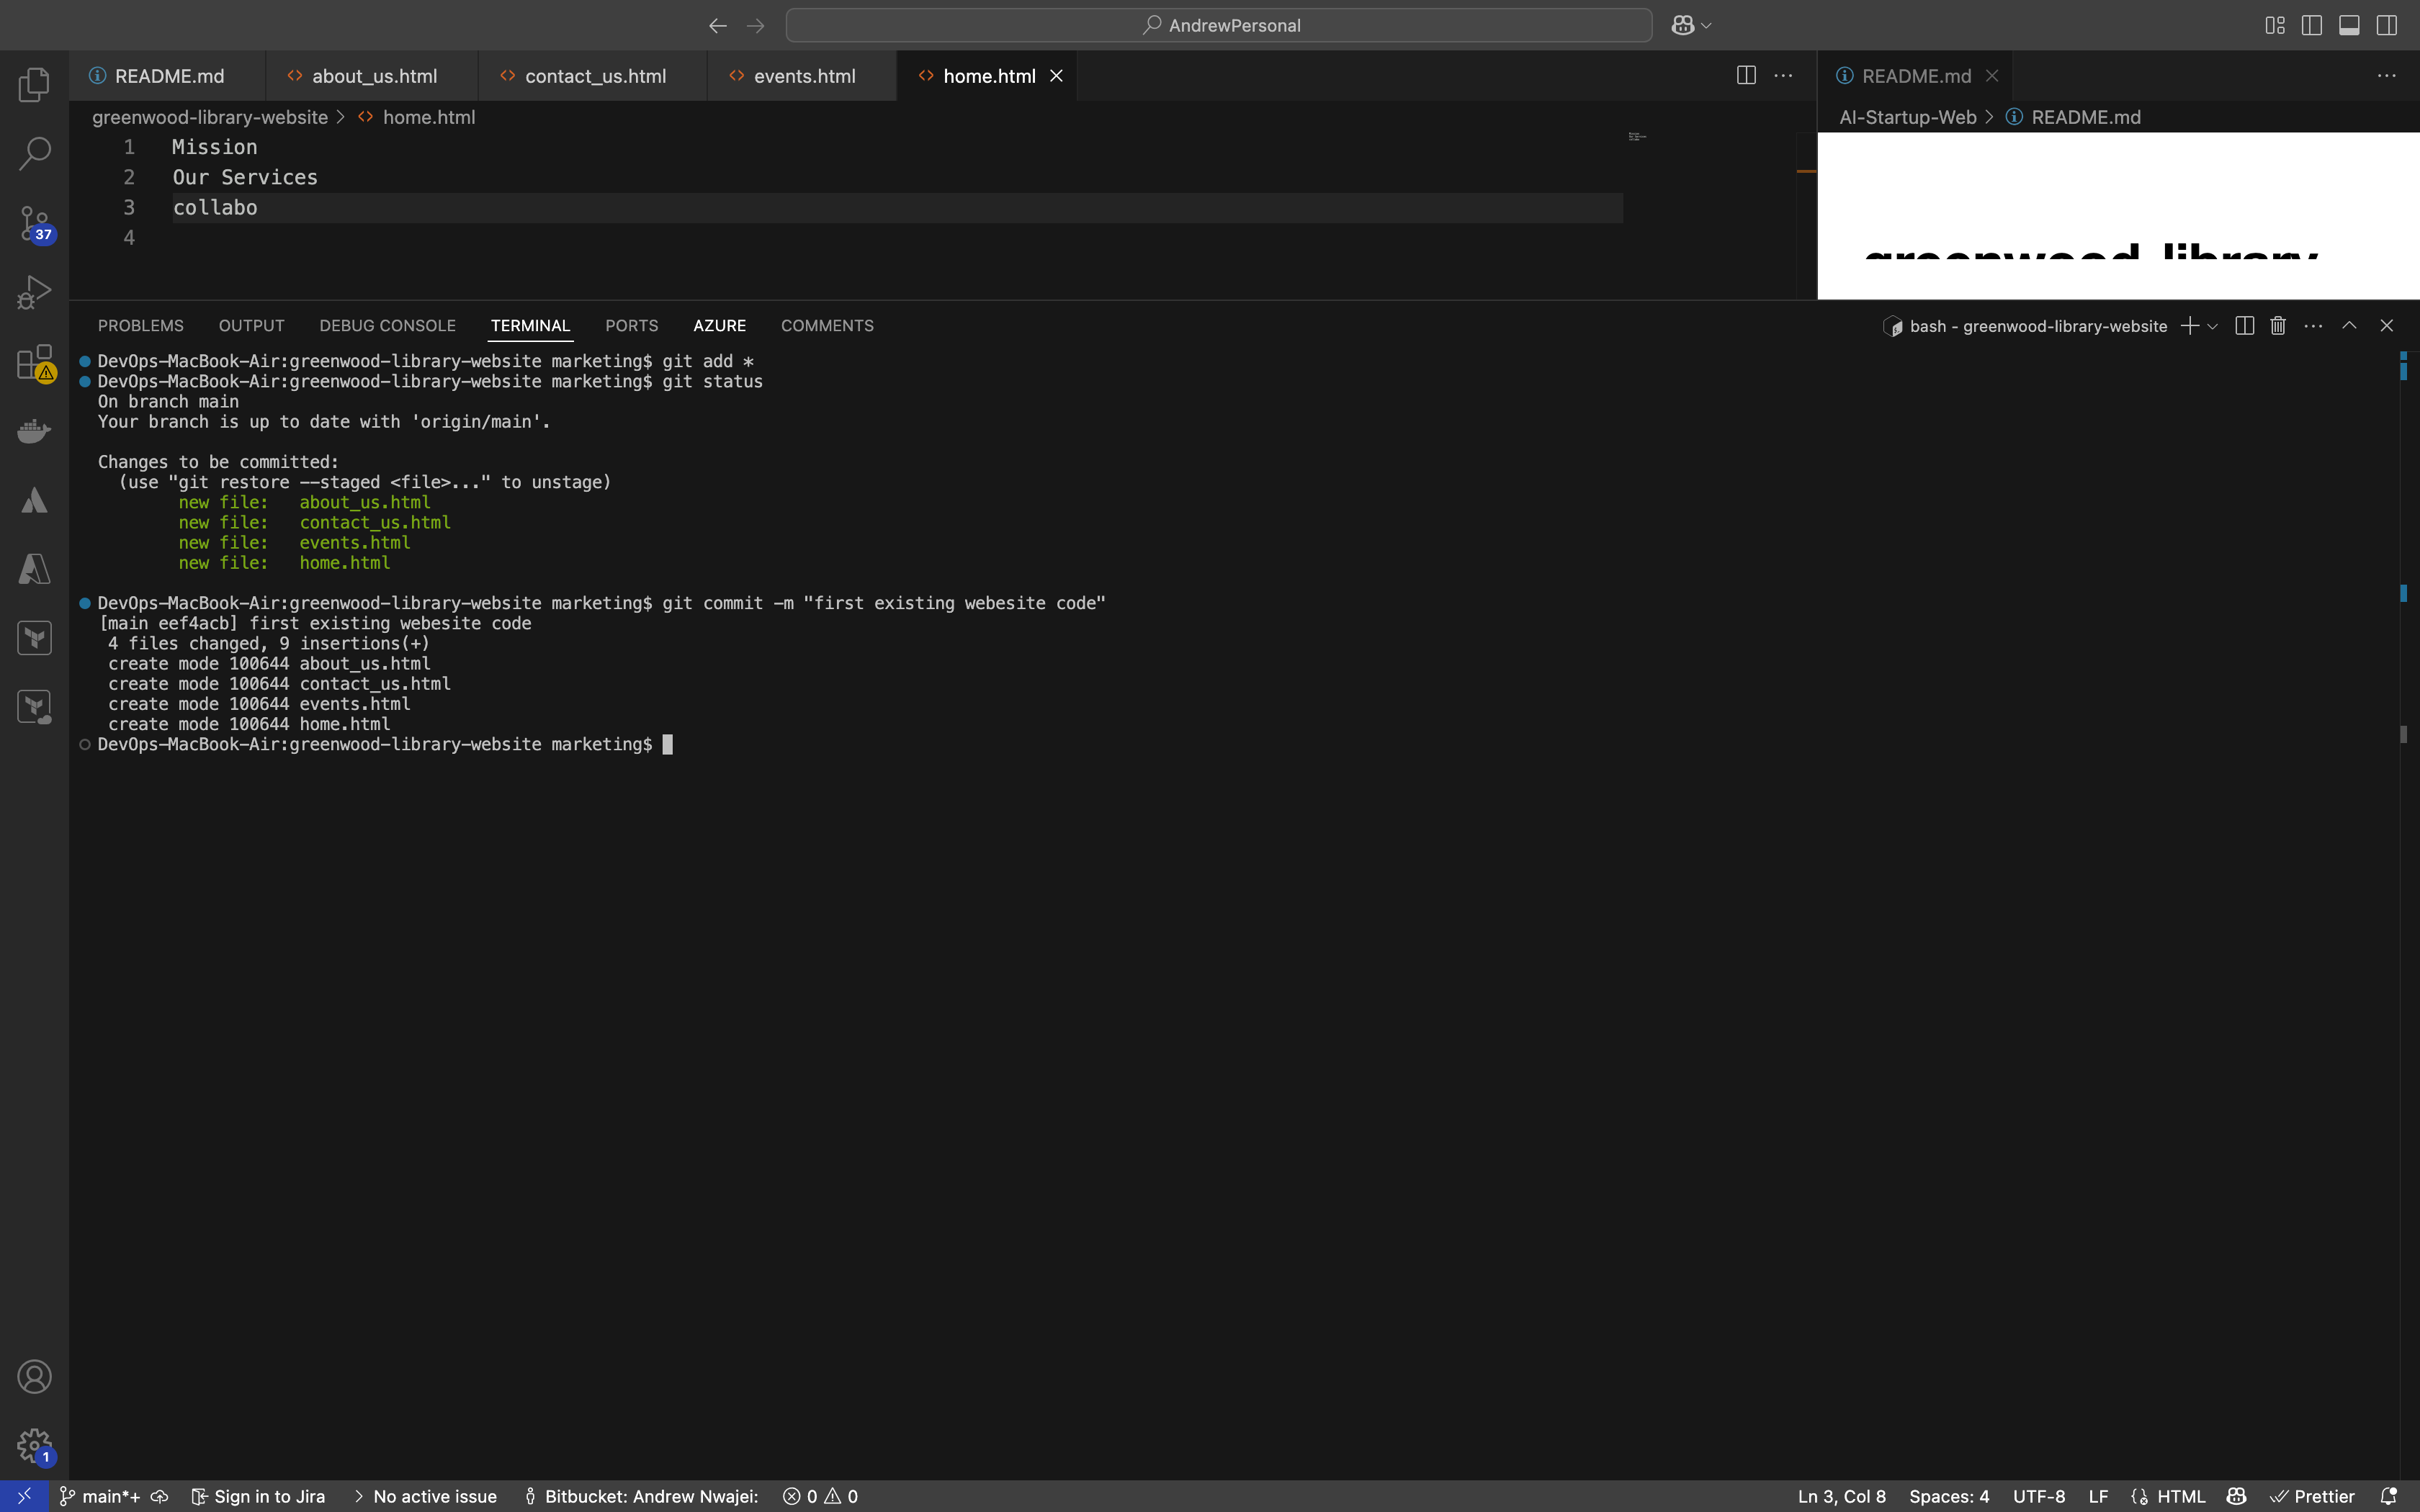 AndrewPersonal
README.md
about_us.html
contact_us.html
events.html
home.html
README.md
greenwood-library-website > home.html
AI-Startup-Web > README.md
1 Mission
2 Our Services
3 collabo
4
greenwood-library
37
PROBLEMS OUTPUT DEBUG CONSOLE TERMINAL PORTS AZURE COMMENTS
bash - greenwood-library-website
DevOps-MacBook-Air:greenwood-library-website marketing$ git add *
DevOps-MacBook-Air:greenwood-library-website marketing$ git status
On branch main
Your branch is up to date with 'origin/main'.
Changes to be committed:
(use "git restore --staged <file>..." to unstage)
new file: about_us.html
new file: contact_us.html
new file: events.html
new file: home.html
DevOps-MacBook-Air:greenwood-library-website marketing$ git commit -m "first existing webesite code"
[main eef4acb] first existing webesite code
4 files changed, 9 insertions(+)
create mode 100644 about_us.html
create mode 100644 contact_us.html
create mode 100644 events.html
create mode 100644 home.html
DevOps-MacBook-Air:greenwood-library-website marketing$
1
main*+ Sign in to Jira > No active issue Bitbucket: Andrew Nwajei: 0 0 Ln 3, Col 8 Spaces: 4 UTF-8 LF HTML Prettier